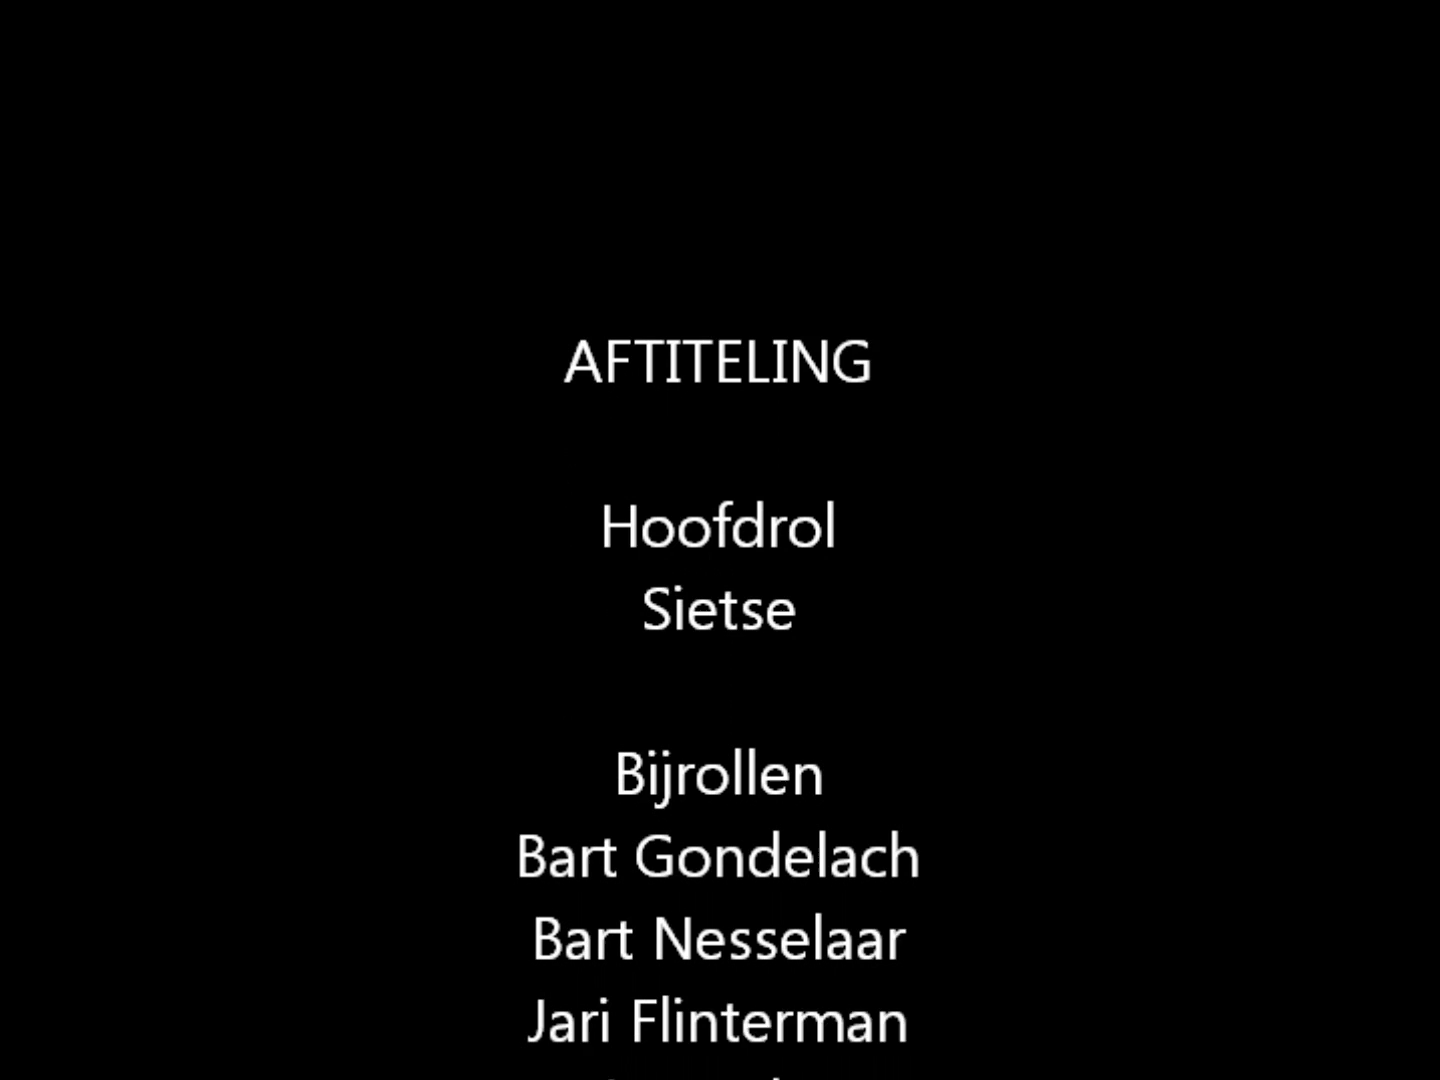 AFTITELING
Hoofdrol
Sietse
Bijrollen
Bart Gondelach
Bart Nesselaar
Jari Flinterman